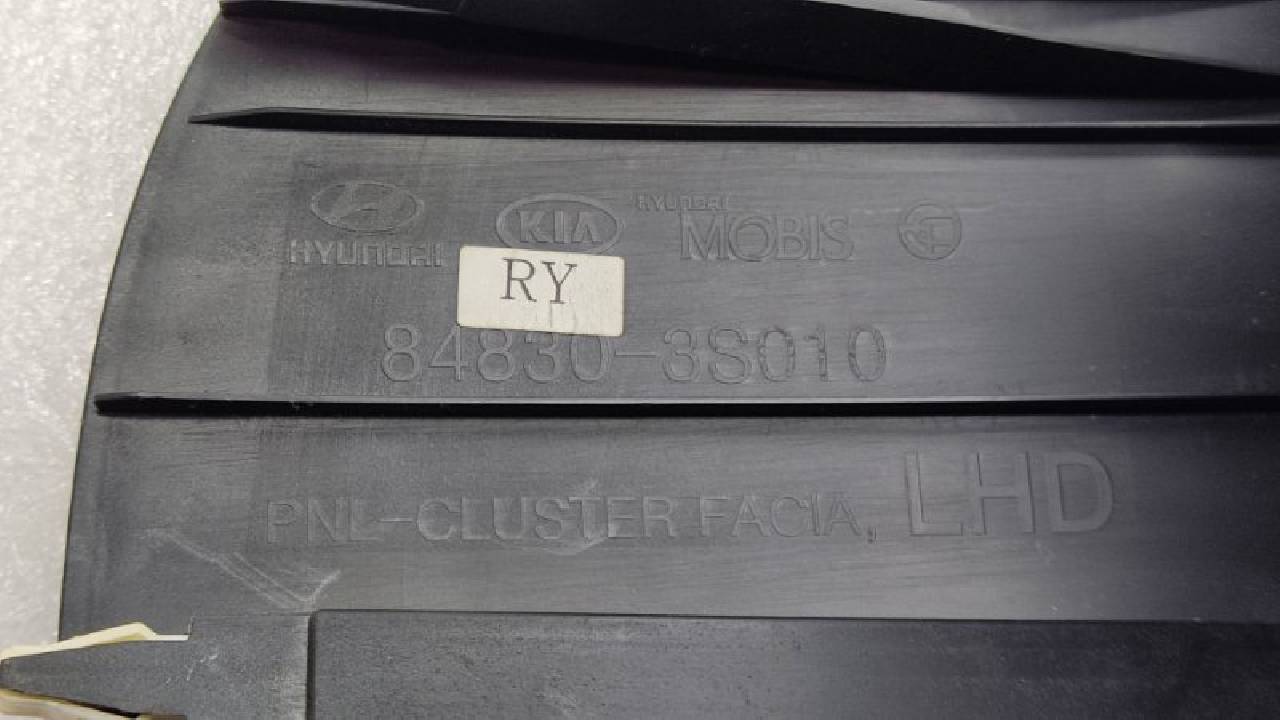 HYUNDAI KIA HYUNDAI MOBIS
RY
84830-3S010
PNL-CLUSTER FACIA, LHD